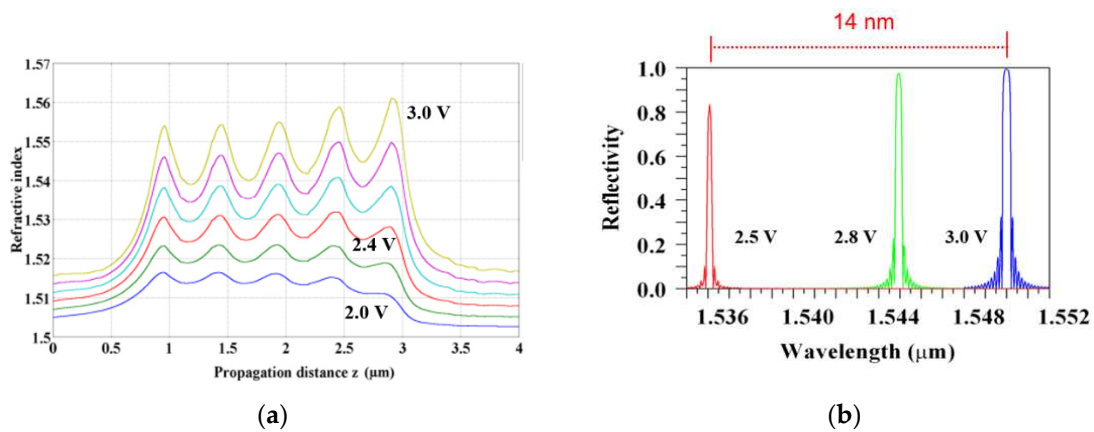 1.57
1.56
1.55
1.54
1.53
1.52
1.51
1.5
Refractive index
3.0 V
2.4 V
2.0 V
0 0.5 1 1.5 2 2.5 3 3.5 4
Propagation distance z (μm)
(a)
14 nm
1.0
0.8
0.6
0.4
0.2
0.0
Reflectivity
2.5 V 2.8 V 3.0 V
1.536 1.540 1.544 1.548 1.552
Wavelength (μm)
(b)